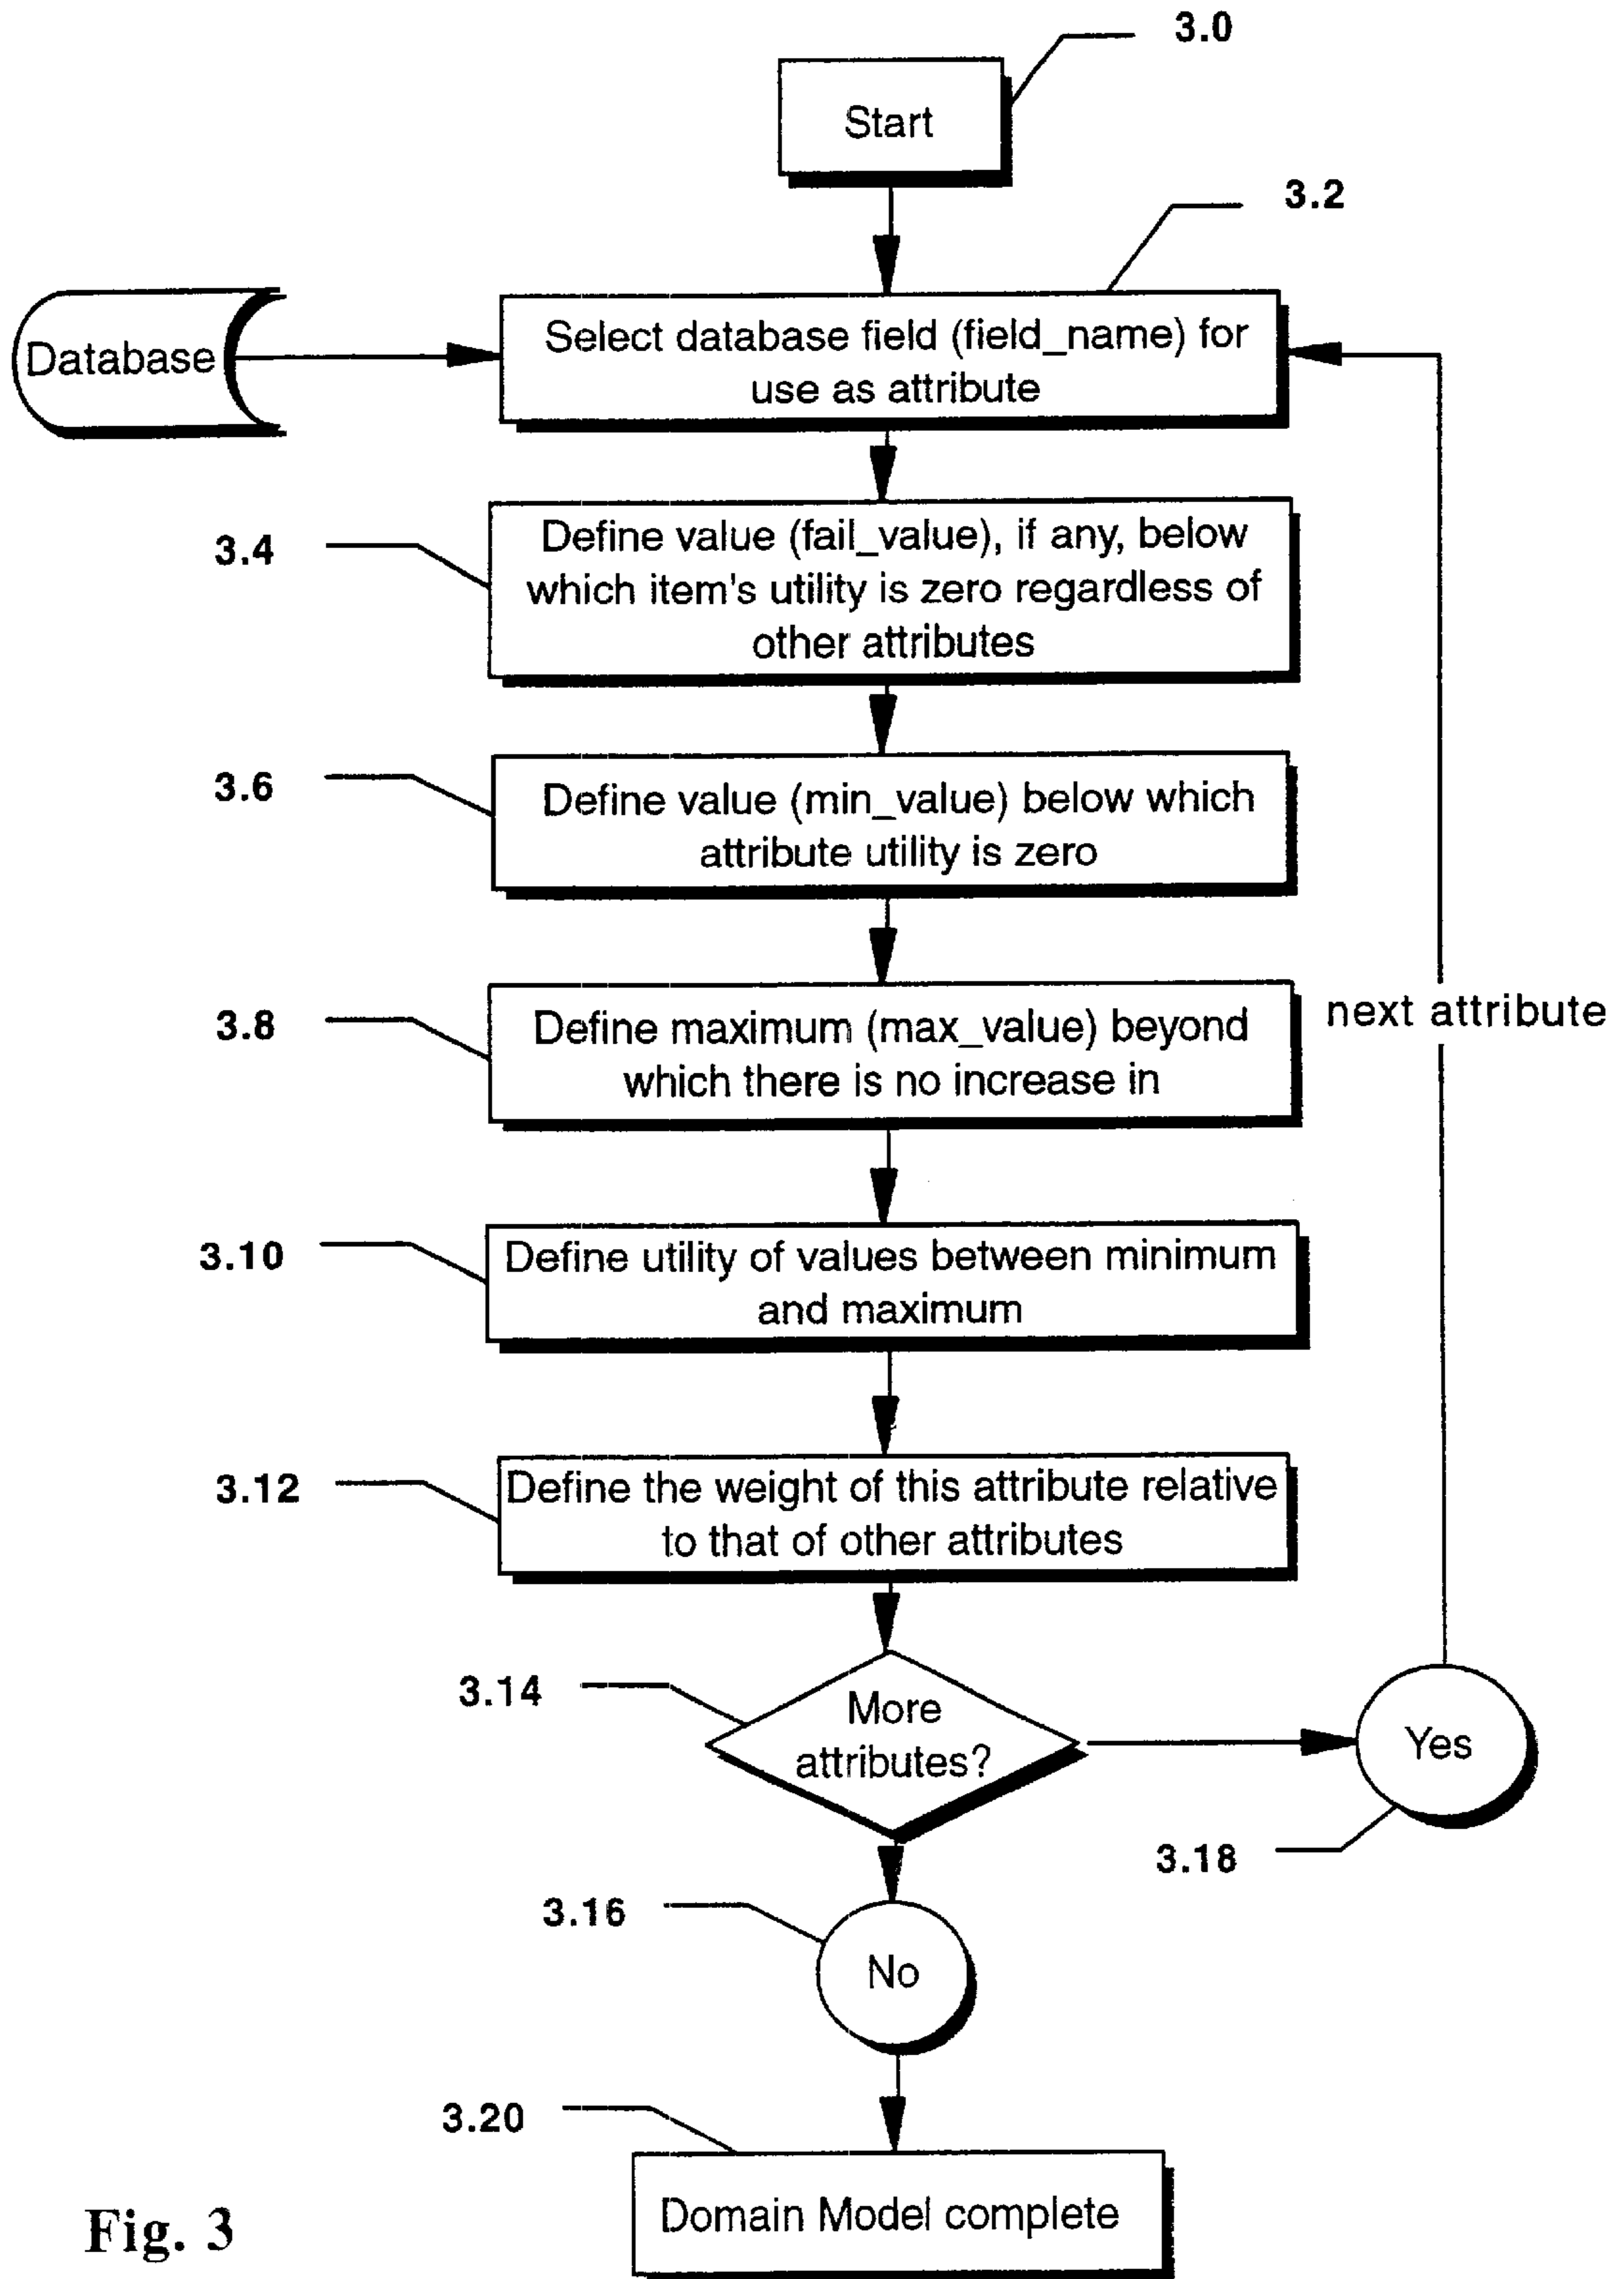 3.0
Start
3.2
Database
Select database field (field_name) for
use as attribute
3.4
Define value (fail_value), if any, below
which item's utility is zero regardless of
other attributes
3.6
Define value (min_value) below which
attribute utility is zero
3.8
Define maximum (max_value) beyond
which there is no increase in
next attribute
3.10
Define utility of values between minimum
and maximum
3.12
Define the weight of this attribute relative
to that of other attributes
3.14
More
attributes?
Yes
3.18
3.16
No
3.20
Domain Model complete
Fig. 3